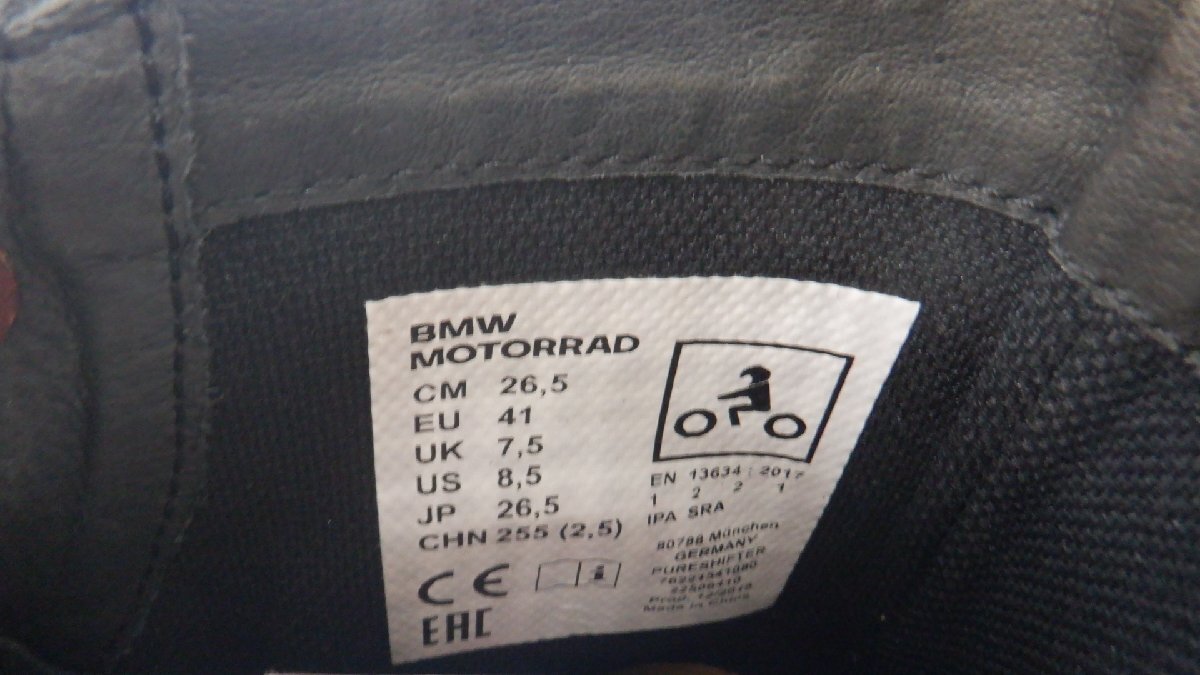 BMW
MOTORRAD
CM 26,5
EU 41
UK 7,5
US 8,5
JP 26,5
CHN 255 (2,5)
CE
EAC
EN 13634 : 2017
1 2 2 1
IPA SRA
80788 München
GERMANY
PURESHIFTER
Made in China